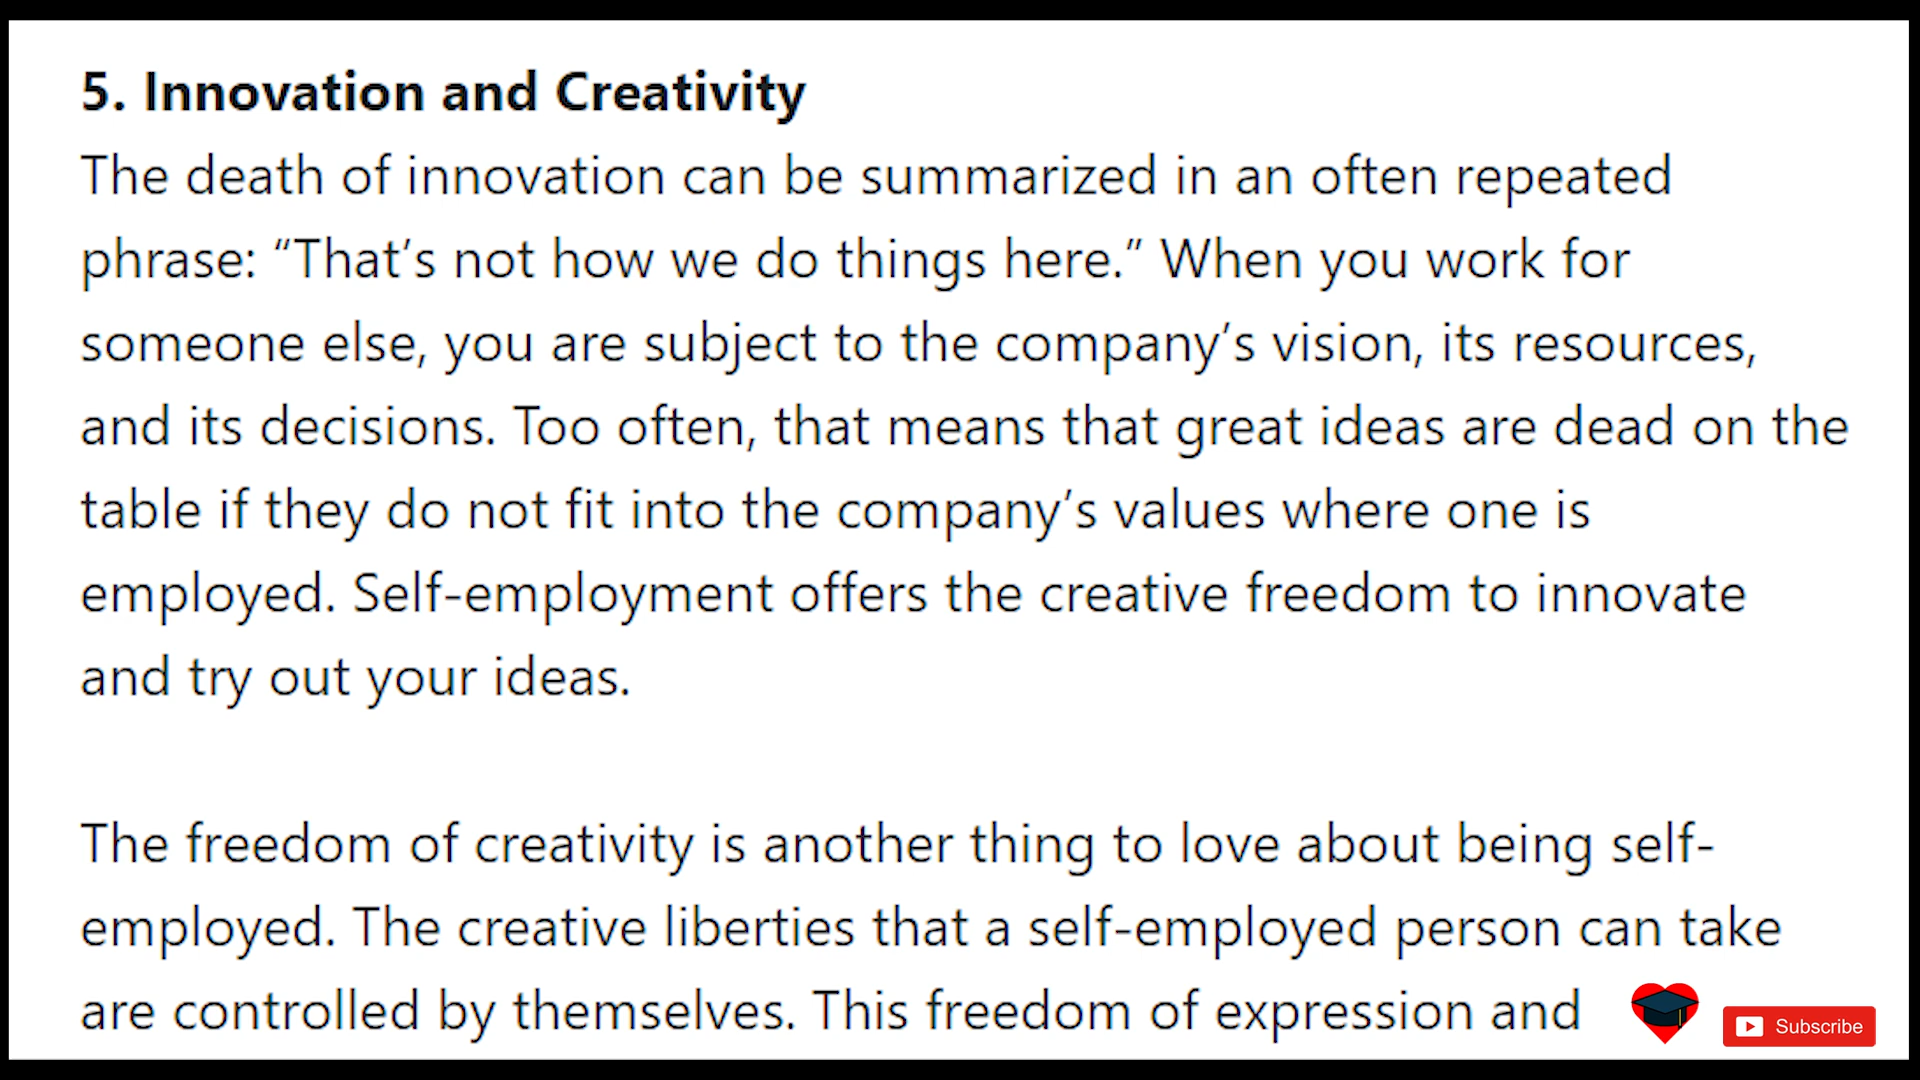 5. Innovation and Creativity
The death of innovation can be summarized in an often repeated
phrase: “That’s not how we do things here.” When you work for
someone else, you are subject to the company’s vision, its resources,
and its decisions. Too often, that means that great ideas are dead on the
table if they do not fit into the company’s values where one is
employed. Self-employment offers the creative freedom to innovate
and try out your ideas.
The freedom of creativity is another thing to love about being self-
employed. The creative liberties that a self-employed person can take
are controlled by themselves. This freedom of expression and
Subscribe